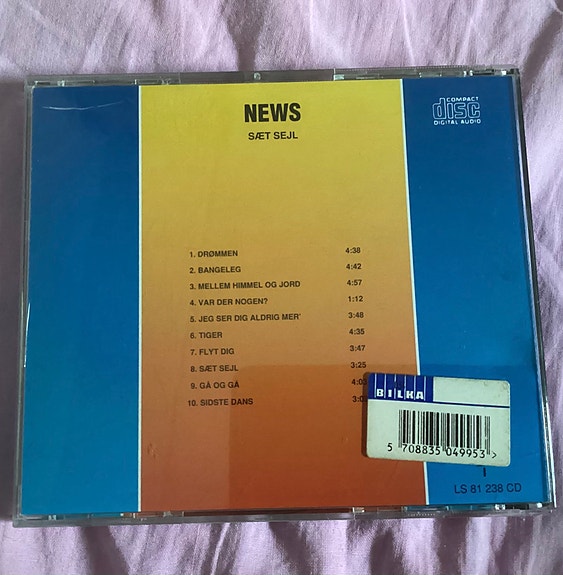 NEWS
SÆT SEJL
COMPACT
disc
DIGITAL AUDIO
1. DRØMMEN 4:38
2. BANGELEG 4:42
3. MELLEM HIMMEL OG JORD 4:57
4. VAR DER NOGEN? 1:12
5. JEG SER DIG ALDRIG MER' 3:48
6. TIGER 4:35
7. FLYT DIG 3:47
8. SÆT SEJL 3:25
9. GÅ OG GÅ
10. SIDSTE DANS
BILKA
5 708835 049953 >
LS 81 238 CD